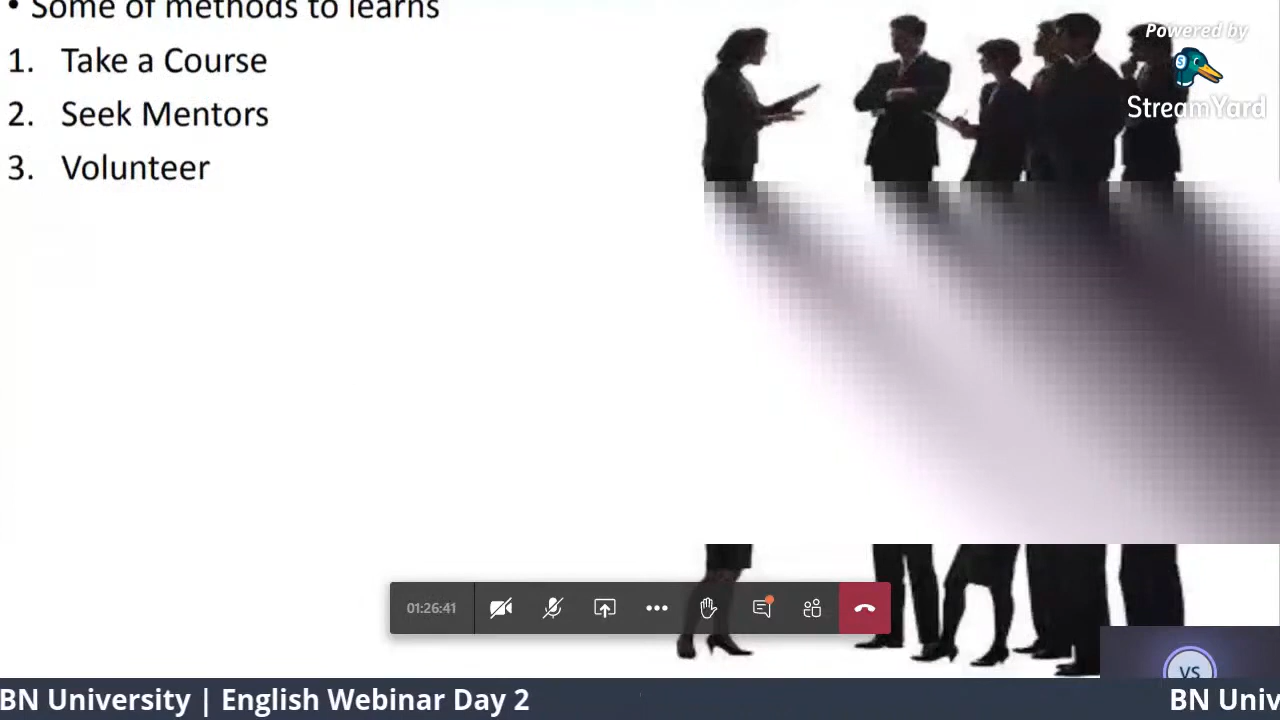 • Some of methods to learns
1. Take a Course
2. Seek Mentors
3. Volunteer
Powered by
StreamYard
01:26:41
VS
BN University | English Webinar Day 2
BN Univ